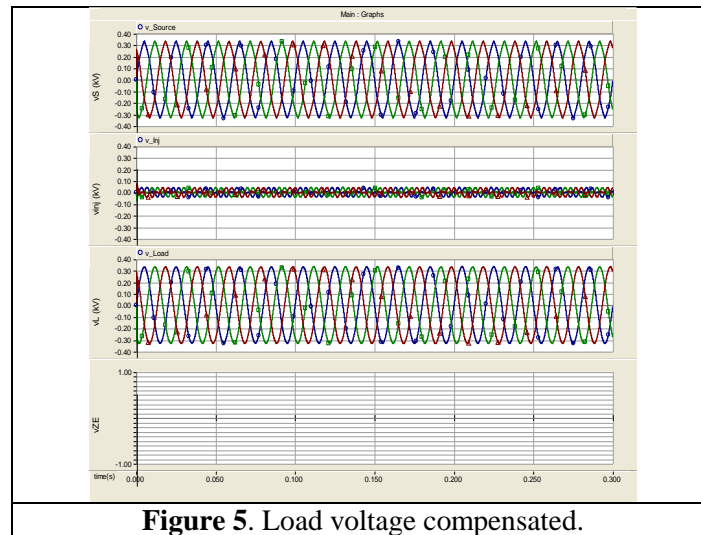 Main : Graphs
v_Source
0.40
0.30
0.20
0.10
0.00
-0.10
-0.20
-0.30
-0.40
vS (kV)
v_Inj
0.40
0.30
0.20
0.10
0.00
-0.10
-0.20
-0.30
-0.40
vinj (kV)
v_Load
0.40
0.30
0.20
0.10
0.00
-0.10
-0.20
-0.30
-0.40
vL (kV)
1.00
-1.00
vZE
time(s) 0.000 0.050 0.100 0.150 0.200 0.250 0.300
Figure 5. Load voltage compensated.